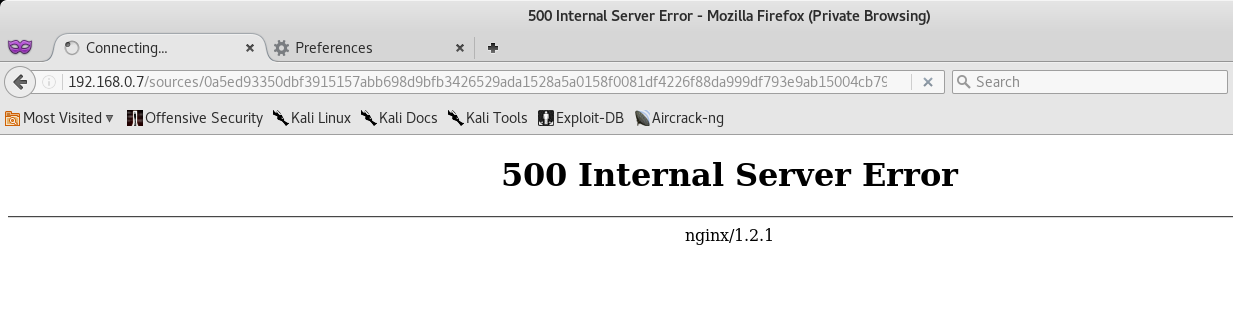 500 Internal Server Error - Mozilla Firefox (Private Browsing)
Connecting... Preferences
192.168.0.7/sources/0a5ed93350dbf3915157abb698d9bfb3426529ada1528a5a0158f0081df4226f88da999df793e9ab15004cb79 Search
Most Visited Offensive Security Kali Linux Kali Docs Kali Tools Exploit-DB Aircrack-ng
500 Internal Server Error
nginx/1.2.1